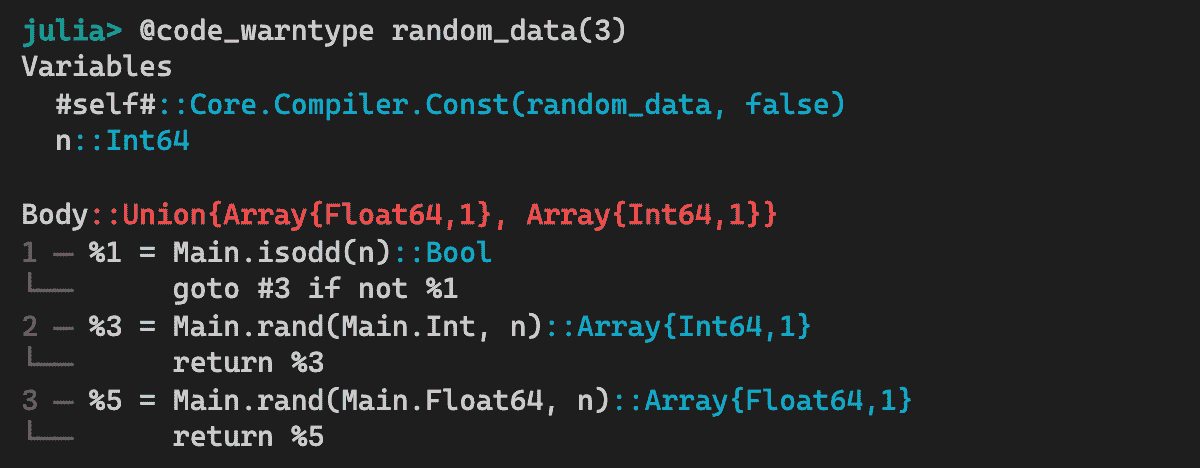 julia> @code_warntype random_data(3)
Variables
  #self#::Core.Compiler.Const(random_data, false)
  n::Int64

Body::Union{Array{Float64,1}, Array{Int64,1}}
1 ─ %1 = Main.isodd(n)::Bool
└──      goto #3 if not %1
2 ─ %3 = Main.rand(Main.Int, n)::Array{Int64,1}
└──      return %3
3 ─ %5 = Main.rand(Main.Float64, n)::Array{Float64,1}
└──      return %5